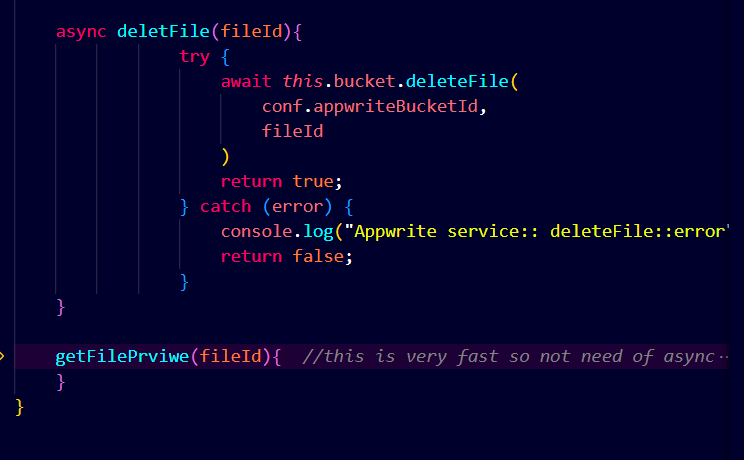 async deletFile(fileId){
try {
await this.bucket.deleteFile(
conf.appwriteBucketId,
fileId
)
return true;
} catch (error) {
console.log("Appwrite service:: deleteFile::error"
return false;
}
}
getFilePrviwe(fileId){ //this is very fast so not need of async··
}
}